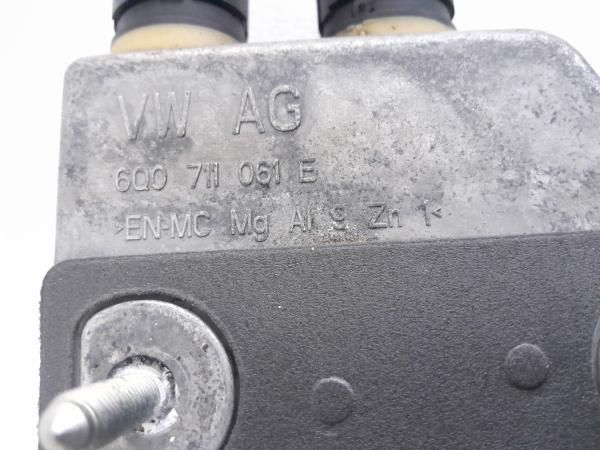 VW AG
6Q0 711 061 E
>EN-MC Mg Al 9 Zn 1<